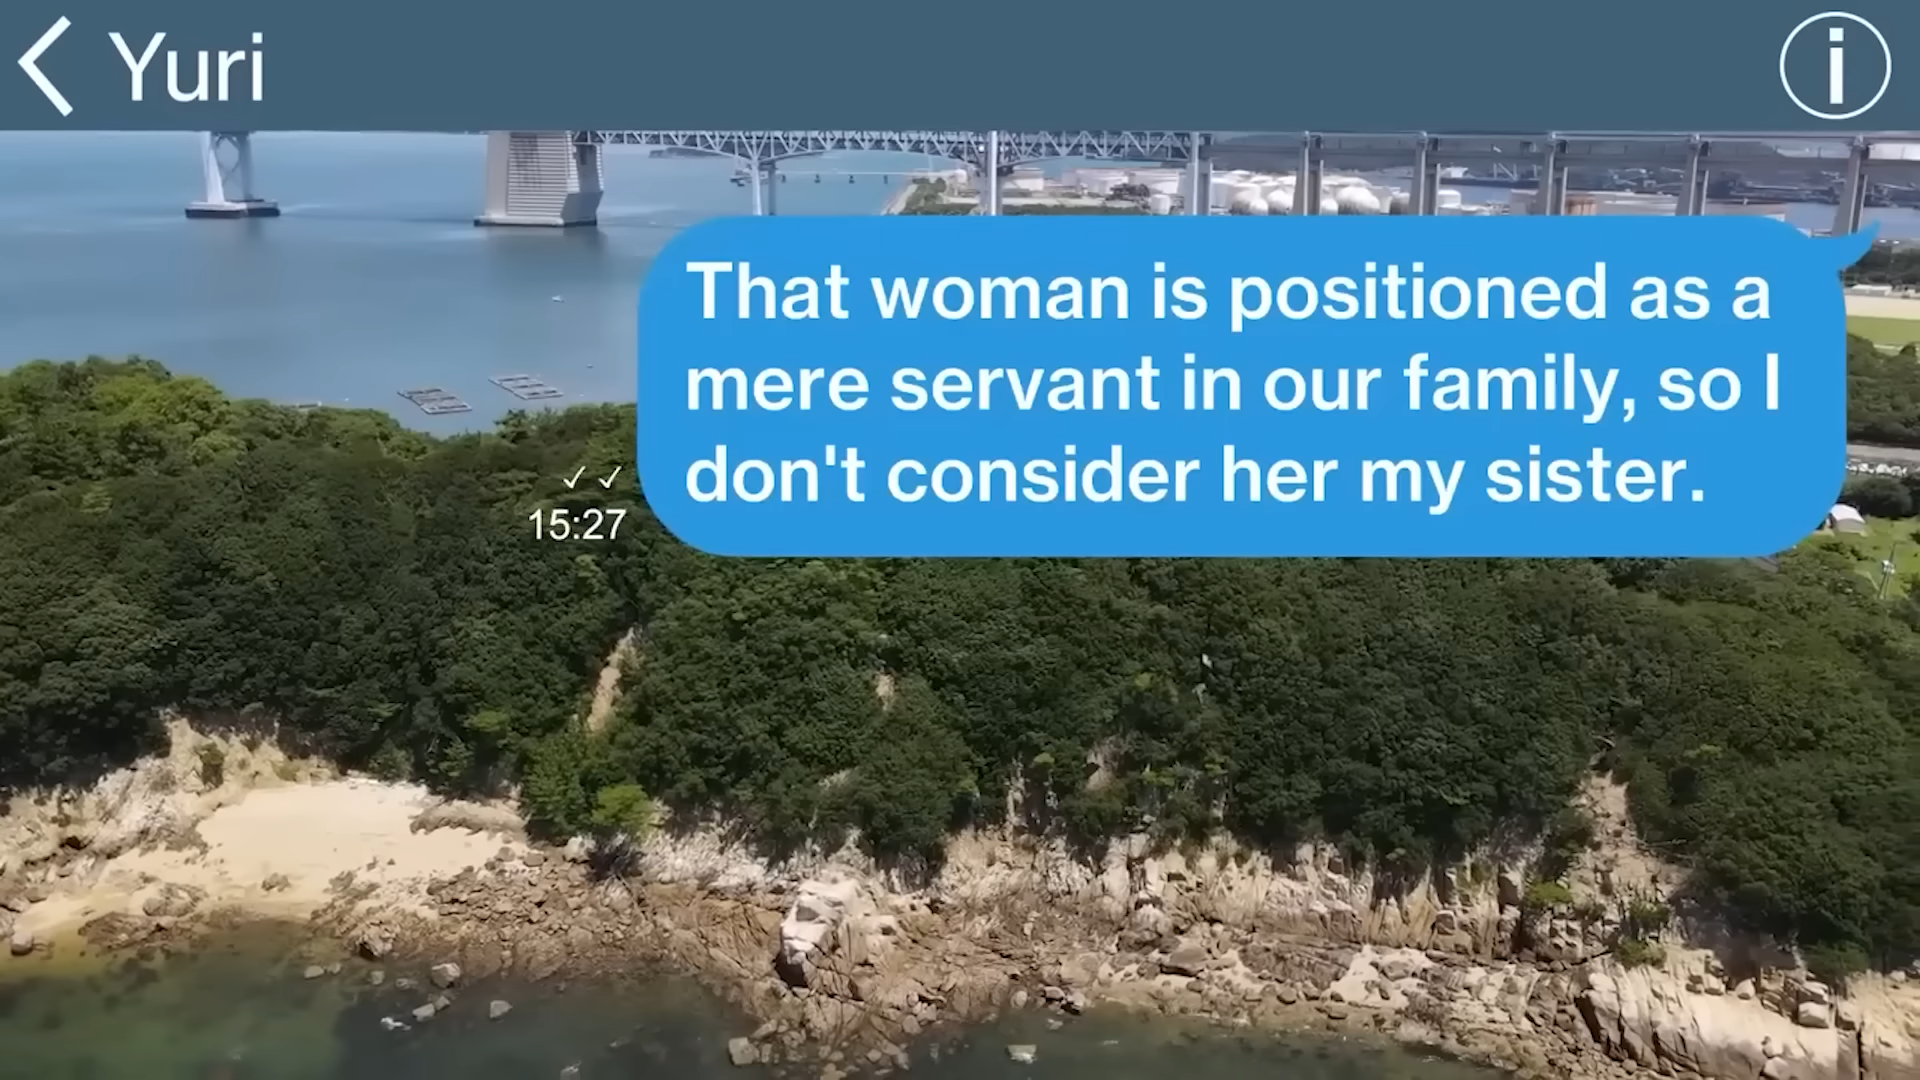 Yuri
That woman is positioned as a
mere servant in our family, so I
don't consider her my sister.
✓ ✓
15:27